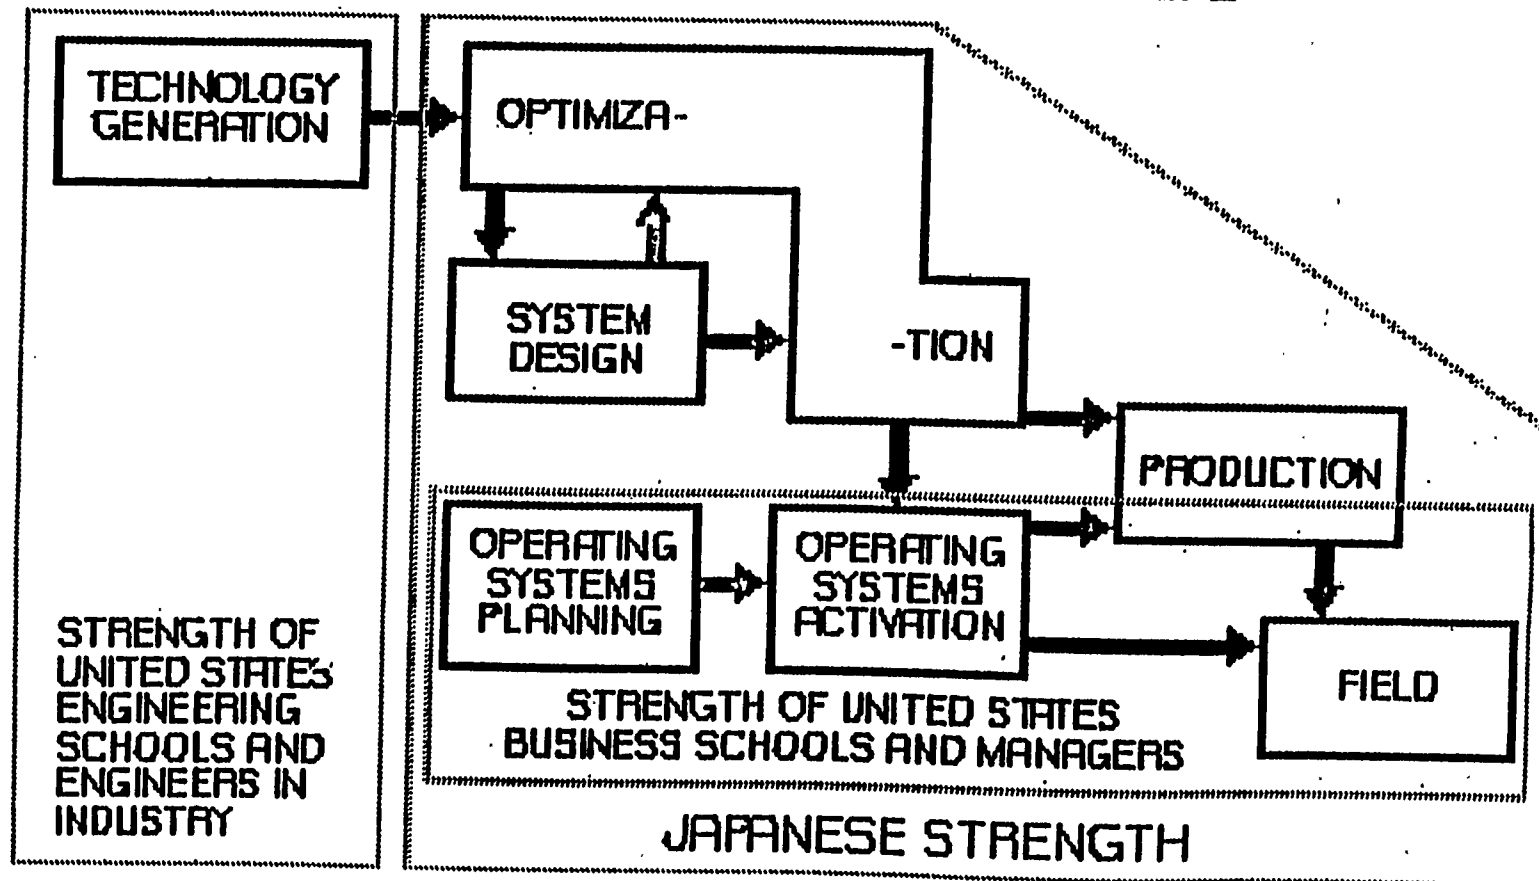 TECHNOLOGY
GENERATION
OPTIMIZA-
SYSTEM
DESIGN
-TION
PRODUCTION
OPERATING
SYSTEMS
PLANNING
OPERATING
SYSTEMS
ACTIVATION
FIELD
STRENGTH OF
UNITED STATES
ENGINEERING
SCHOOLS AND
ENGINEERS IN
INDUSTRY
STRENGTH OF UNITED STATES
BUSINESS SCHOOLS AND MANAGERS
JAPANESE STRENGTH